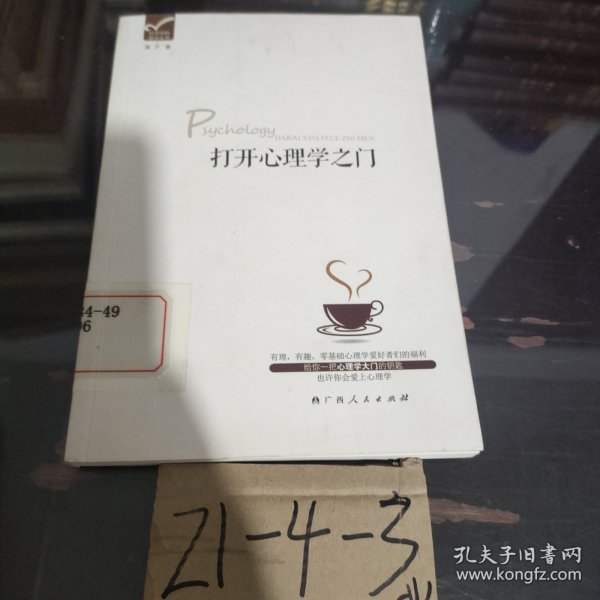 Psychology
DAKAI XINLIXUE ZHI MEN
打开心理学之门
84-49
06
有理，有趣，零基础心理学爱好者们的福利
给你一把心理学大门的钥匙
也许你会爱上心理学
广西人民出版社
21-4-3
孔夫子旧书网
www.kongfz.com